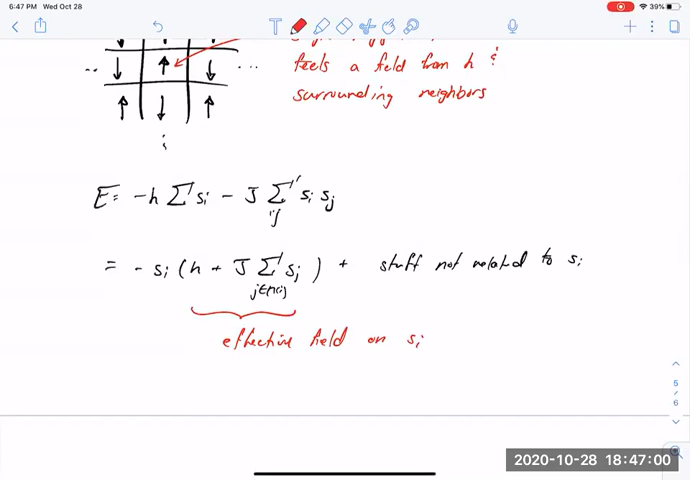 6:47 PM Wed Oct 28
39%
feels a field from h &
surrounding neighbors
i
E = -h Σ' si - J Σ' si sj
ij
= - si (h + J Σ' sj) + stuff not related to si
j∈n(i)
effective field on si
5
/
6
2020-10-28 18:47:00